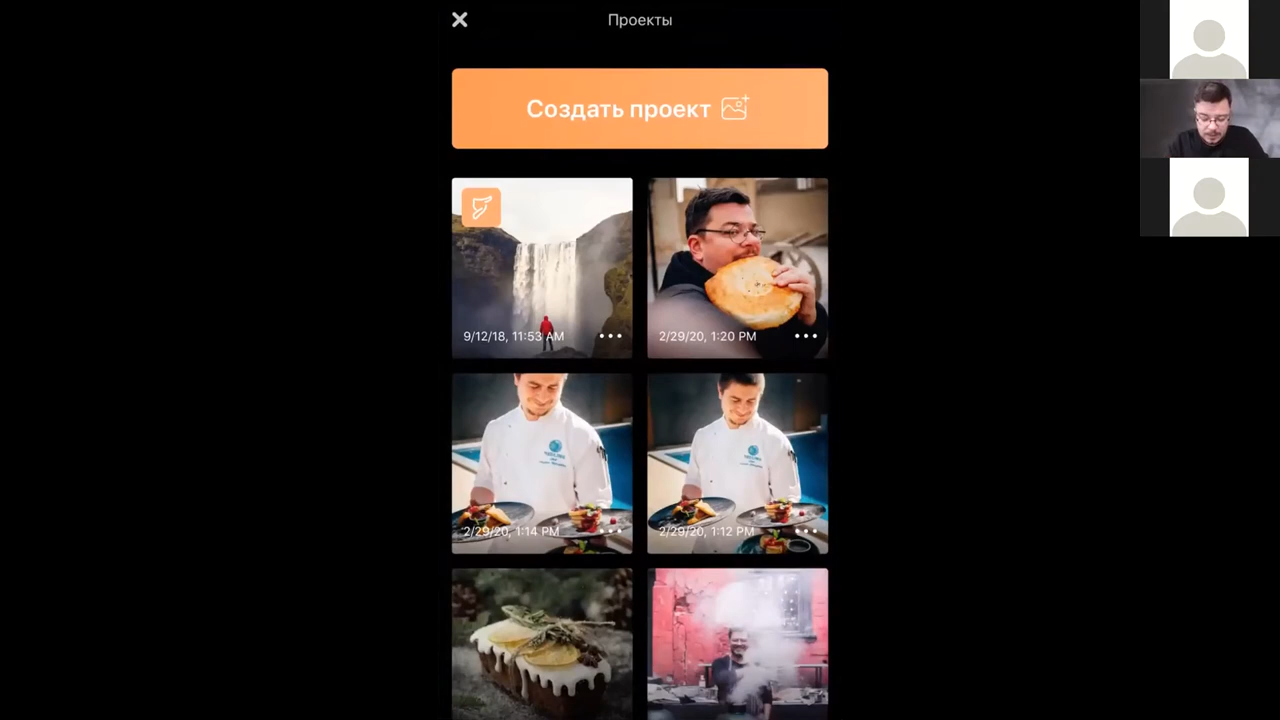 Проекты
Создать проект
9/12/18, 11:53 AM
2/29/20, 1:20 PM
2/29/20, 1:14 PM
2/29/20, 1:12 PM